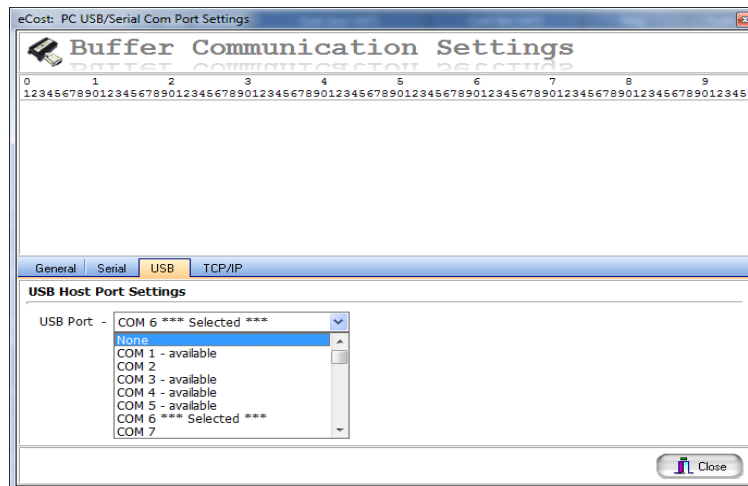 eCost: PC USB/Serial Com Port Settings
Buffer Communication Settings
0 1 2 3 4 5 6 7 8 9
12345678901234567890123456789012345678901234567890123456789012345678901234567890123456789012345
General Serial USB TCP/IP
USB Host Port Settings
USB Port - COM 6 *** Selected ***
None
COM 1 - available
COM 2
COM 3 - available
COM 4 - available
COM 5 - available
COM 6 *** Selected ***
COM 7
Close